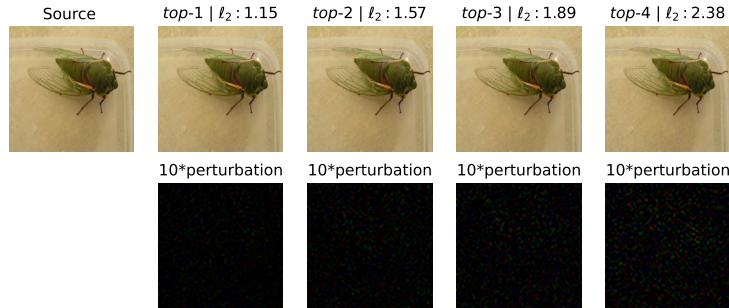 Source
top-1 | ℓ₂ : 1.15
top-2 | ℓ₂ : 1.57
top-3 | ℓ₂ : 1.89
top-4 | ℓ₂ : 2.38
10*perturbation
10*perturbation
10*perturbation
10*perturbation